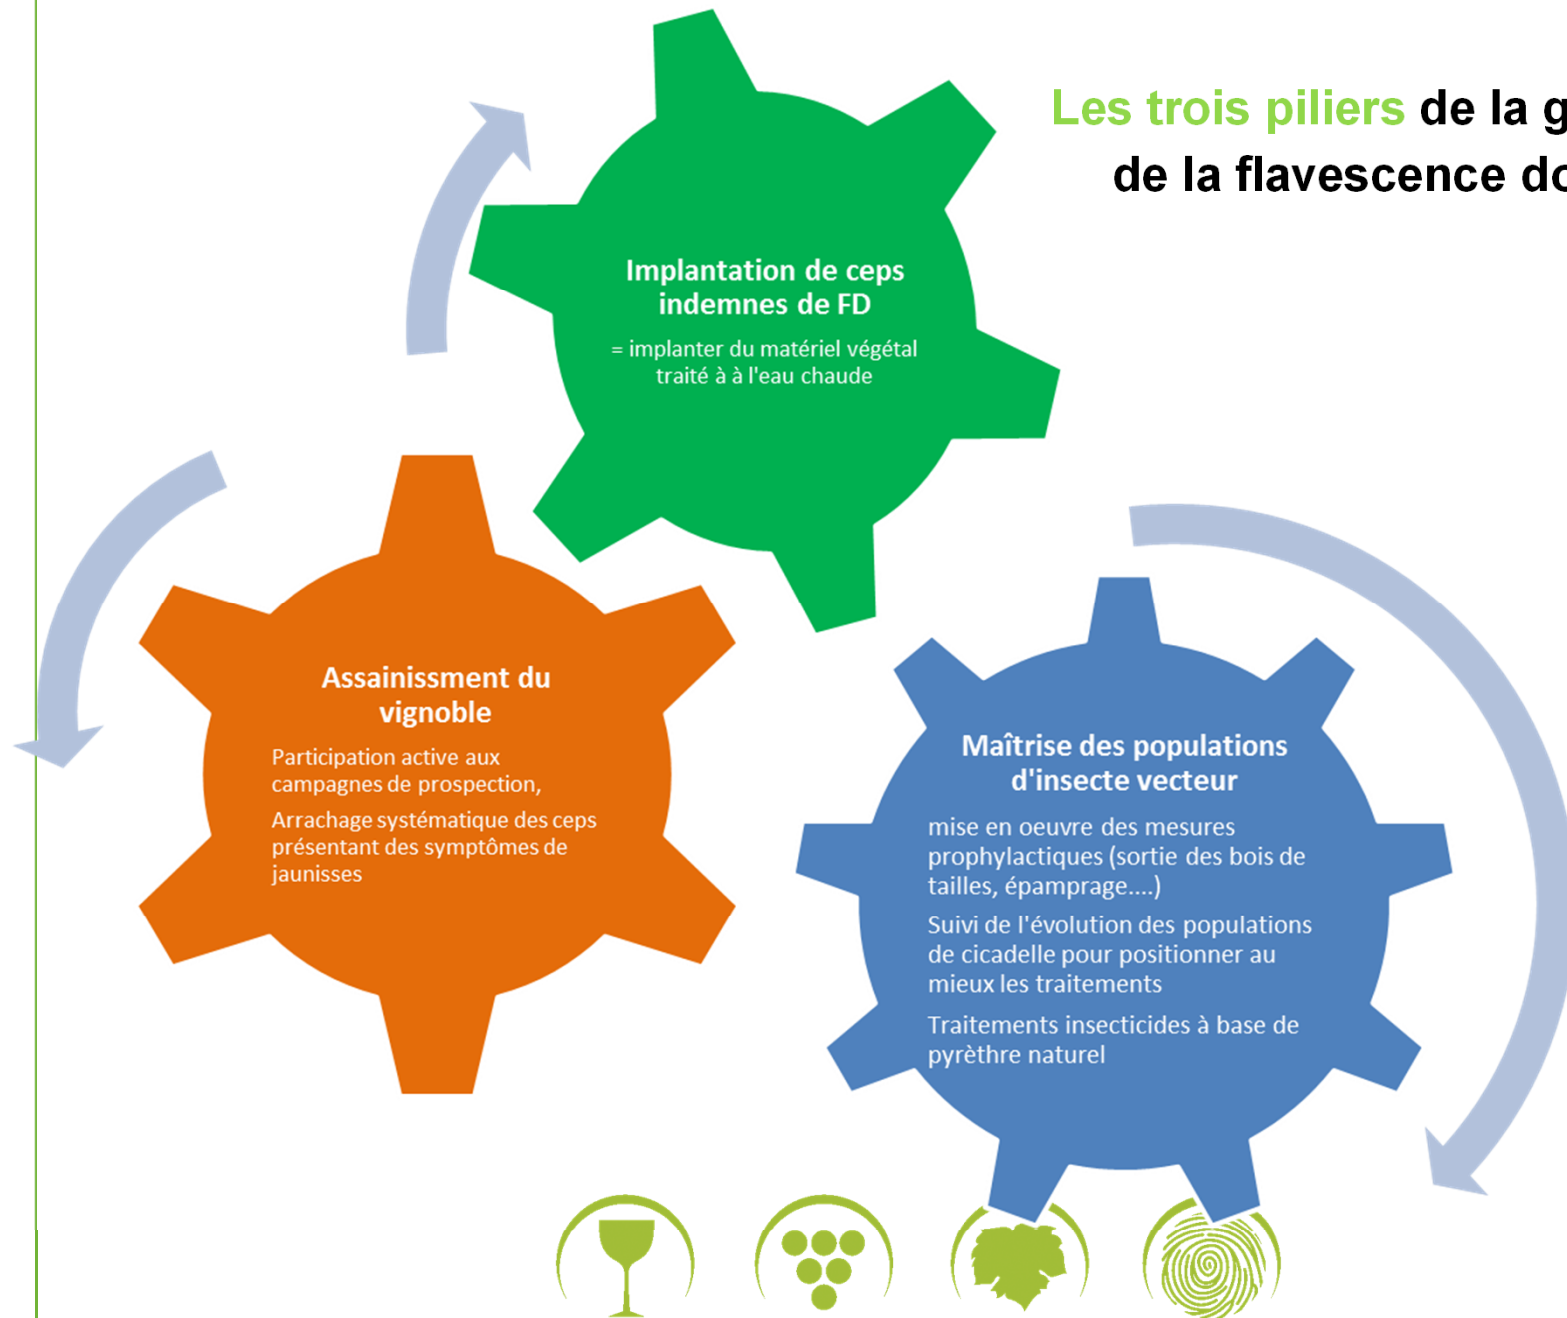 Les trois piliers de la g
de la flavescence do
Implantation de ceps
indemnes de FD
= implanter du matériel végétal
traité à à l'eau chaude
Assainissment du
vignoble
Participation active aux
campagnes de prospection,
Arrachage systématique des ceps
présentant des symptômes de
jaunisses
Maîtrise des populations
d'insecte vecteur
mise en oeuvre des mesures
prophylactiques (sortie des bois de
tailles, épamprage....)
Suivi de l'évolution des populations
de cicadelle pour positionner au
mieux les traitements
Traitements insecticides à base de
pyrèthre naturel